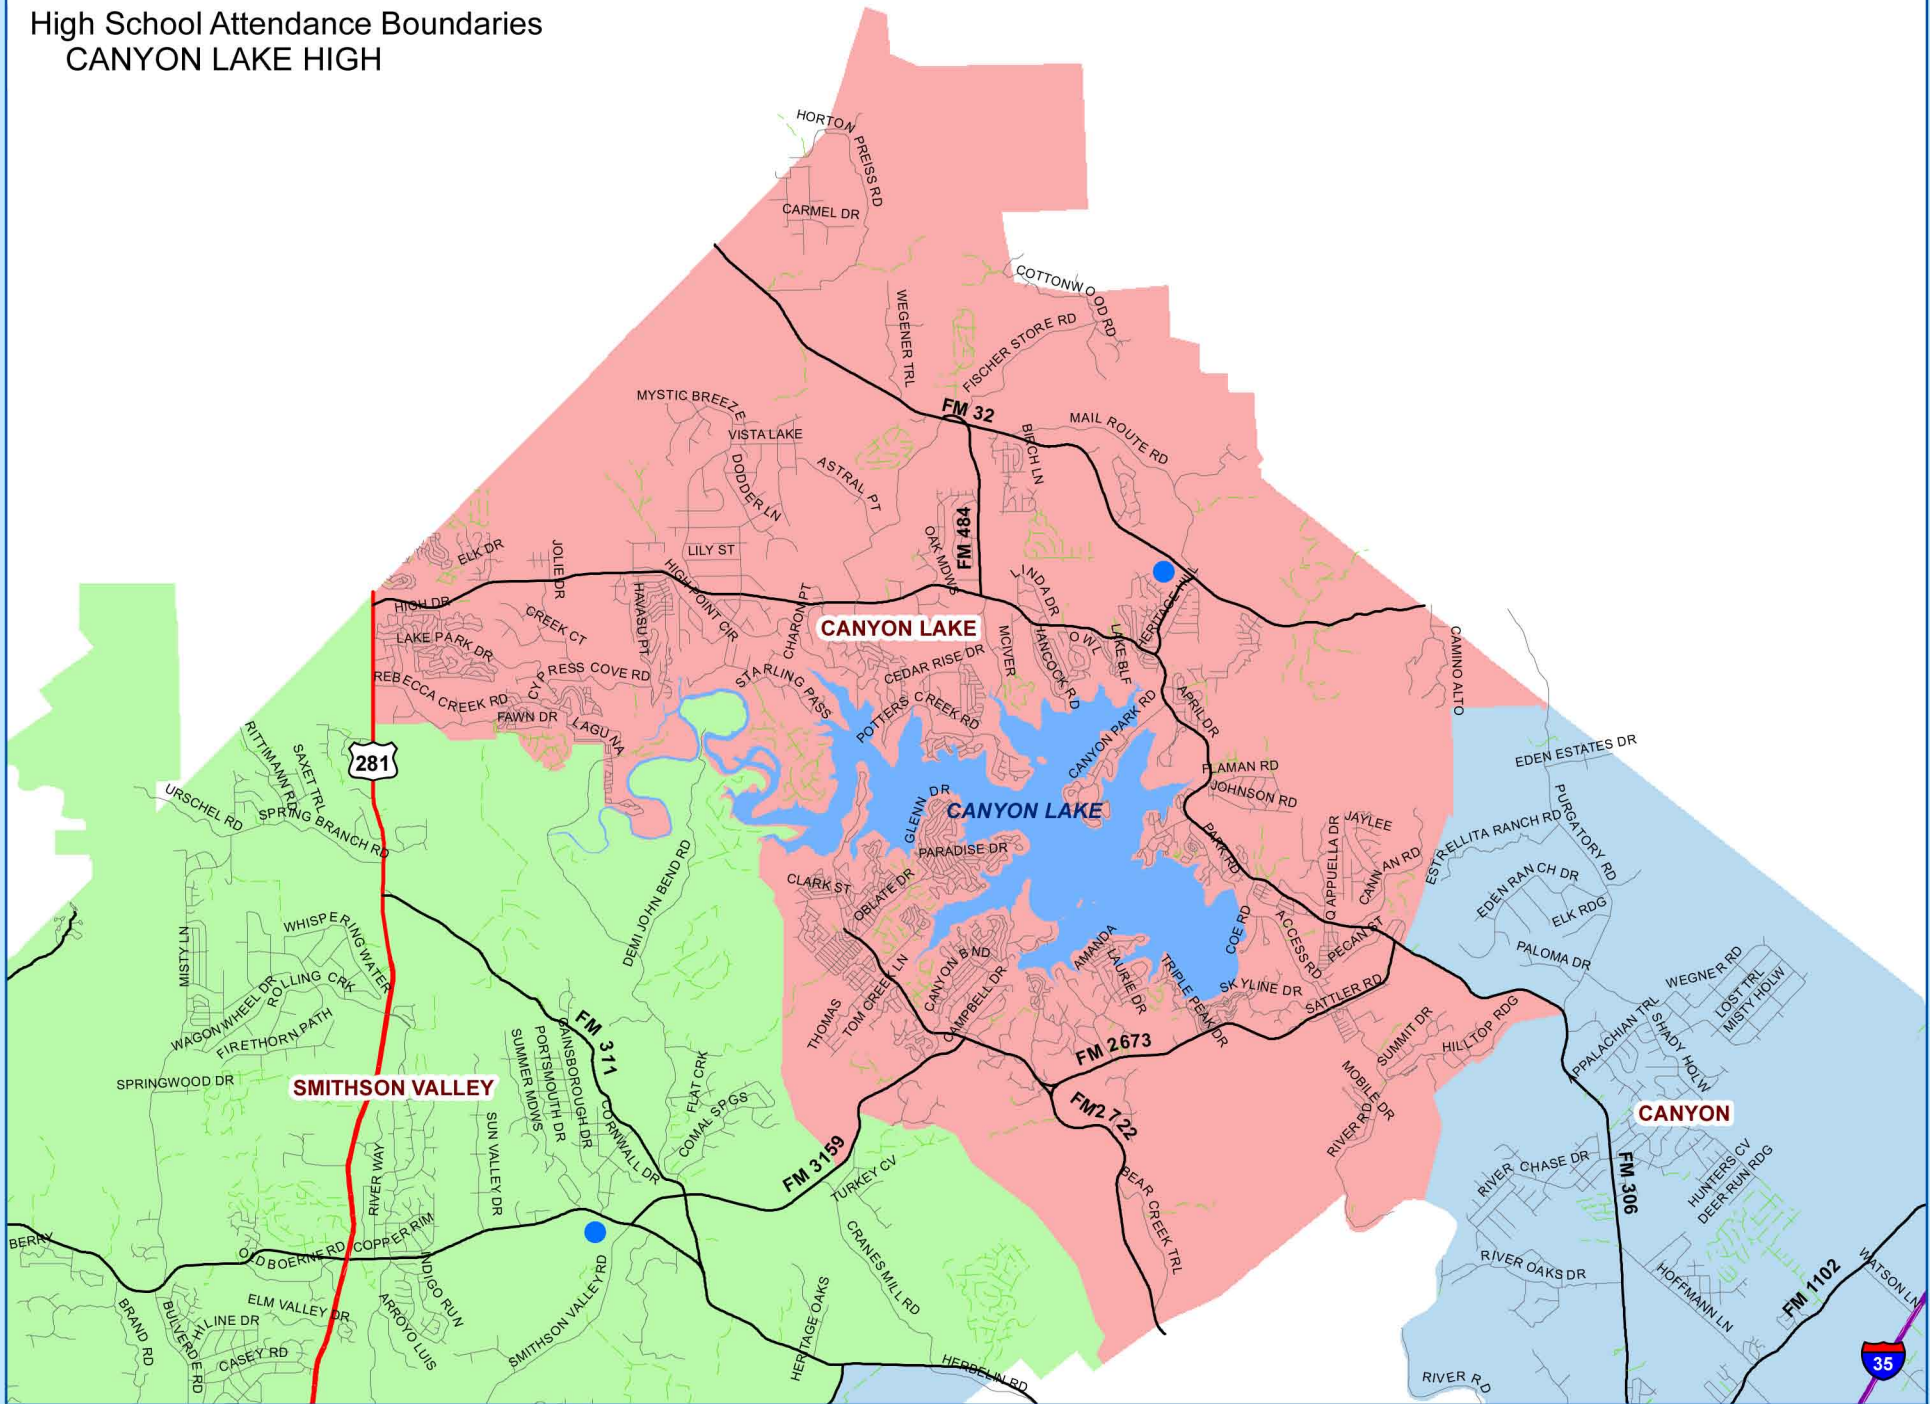 High School Attendance Boundaries
CANYON LAKE HIGH
HORTON PREISS RD
CARMEL DR
COTTONWOOD RD
WEGENER TRL
FISCHER STORE RD
MYSTIC BREEZE
FM 32
MAIL ROUTE RD
VISTA LAKE
BIRCH LN
DODDER LN
ASTRAL PT
FM 484
OAK MDWS
ELK DR
JOLIE DR
LILY ST
HIGH POINT CIR
LINDA DR
HERITAGE HILL
HIGH DR
CREEK CT
HAVASU PT
CHARON PT
CANYON LAKE
MCIVER
HANCOCK RD
OWL
LAKE BLF
LAKE PARK DR
CYPRESS COVE RD
STARLING PASS
CEDAR RISE DR
CAMINO ALTO
REBECCA CREEK RD
FAWN DR
LAGUNA
POTTERS CREEK RD
CANYON PARK RD
APRIL DR
RITTIMANN RD
SAXET TRL
281
EDEN ESTATES DR
FLAMAN RD
JOHNSON RD
URSCHEL RD
SPRING BRANCH RD
GLENN DR
CANYON LAKE
PURGATORY RD
ESTRELLITA RANCH RD
JAYLEE
Q APPUELLA DR
CANNAN RD
PARK RD
PARADISE DR
CLARK ST
OBLATE DR
DEMI JOHN BEND RD
EDEN RANCH DR
ELK RDG
WHISPERING WATER
MISTY LN
COE RD
ACCESS RD
PECAN ST
PALOMA DR
WEGNER RD
LOST TRL
MISTY HOLW
ROLLING CRK
WAGON WHEEL DR
FIRETHORN PATH
CANYON BND
AMANDA
LAURIE DR
TRIPLE PEAK DR
SKYLINE DR
SATTLER RD
THOMAS
TOM CREEK LN
CAMPBELL DR
APPALACHIAN TRL
SHADY HOLW
FM 311
GAINSBOROUGH DR
PORTSMOUTH DR
SUMMER MDWS
FM 2673
SUMMIT DR
HILLTOP RDG
SPRINGWOOD DR
SMITHSON VALLEY
FLAT CRK
COMAL SPGS
CORNWALL DR
SUN VALLEY DR
FM2722
MOBILE DR
RIVER RD
CANYON
RIVER WAY
FM 3159
TURKEY CV
BEAR CREEK TRL
RIVER CHASE DR
FM 306
HUNTERS CV
DEER RUN RDG
BERRY
OLD BOERNE RD
COPPER RIM
INDIGO RUN
CRANES MILL RD
RIVER OAKS DR
HOFFMANN LN
FM 1102
WATSON LN
BRAND RD
BULVERDE RD
HILINE DR
ELM VALLEY DR
CASEY RD
ARROYO LUIS
SMITHSON VALLEY RD
HERITAGE OAKS
HERBELIN RD
RIVER RD
35